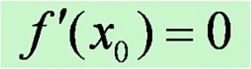 f′(x₀) = 0